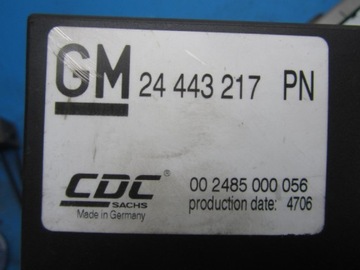 GM 24 443 217 PN
CDC SACHS
Made in Germany
00 2485 000 056
production date: 4706